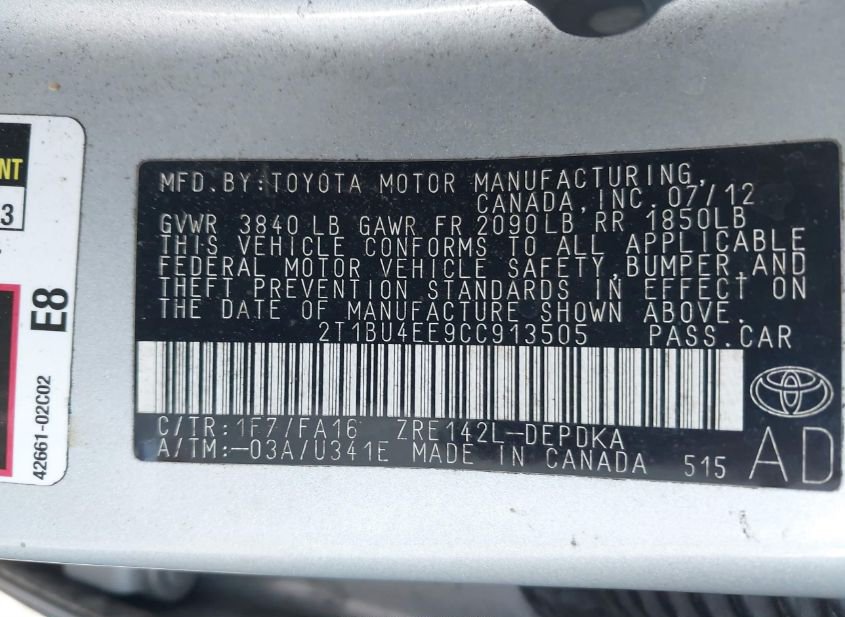 NT
3
E8
42661-02C02
MFD.BY:TOYOTA MOTOR MANUFACTURING,
CANADA,INC.07/12
GVWR 3840LB GAWR FR 2090LB RR 1850LB
THIS VEHICLE CONFORMS TO ALL APPLICABLE
FEDERAL MOTOR VEHICLE SAFETY,BUMPER,AND
THEFT PREVENTION STANDARDS IN EFFECT ON
THE DATE OF MANUFACTURE SHOWN ABOVE.
2T1BU4EE9CC913505 PASS.CAR
C/TR:1F7/FA16 ZRE142L-DEPDKA
A/TM:-03A/U341E MADE IN CANADA 515
AD